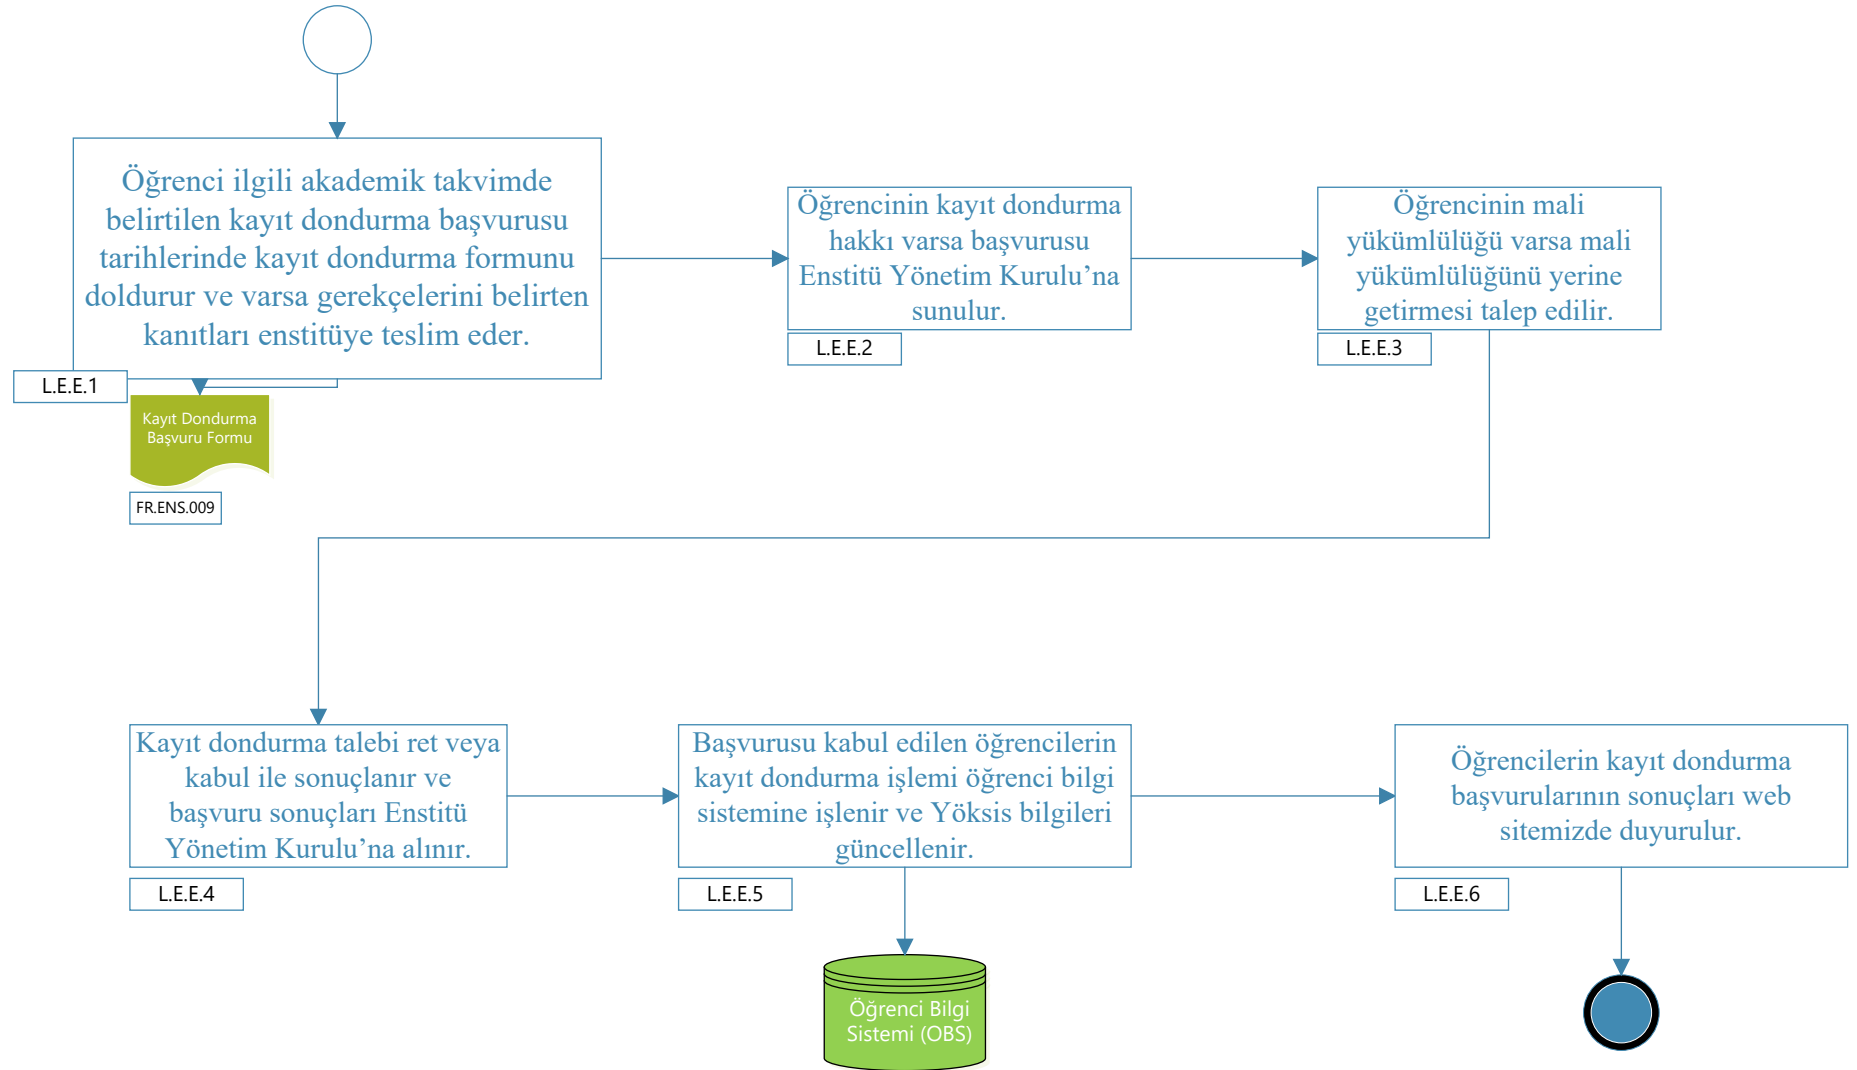 Öğrenci ilgili akademik takvimde
belirtilen kayıt dondurma başvurusu
tarihlerinde kayıt dondurma formunu
doldurur ve varsa gerekçelerini belirten
kanıtları enstitüye teslim eder.
L.E.E.1
Kayıt Dondurma
Başvuru Formu
FR.ENS.009
Öğrencinin kayıt dondurma
hakkı varsa başvurusu
Enstitü Yönetim Kurulu’na
sunulur.
L.E.E.2
Öğrencinin mali
yükümlülüğü varsa mali
yükümlülüğünü yerine
getirmesi talep edilir.
L.E.E.3
Kayıt dondurma talebi ret veya
kabul ile sonuçlanır ve
başvuru sonuçları Enstitü
Yönetim Kurulu’na alınır.
L.E.E.4
Başvurusu kabul edilen öğrencilerin
kayıt dondurma işlemi öğrenci bilgi
sistemine işlenir ve Yöksis bilgileri
güncellenir.
L.E.E.5
Öğrenci Bilgi
Sistemi (OBS)
Öğrencilerin kayıt dondurma
başvurularının sonuçları web
sitemizde duyurulur.
L.E.E.6